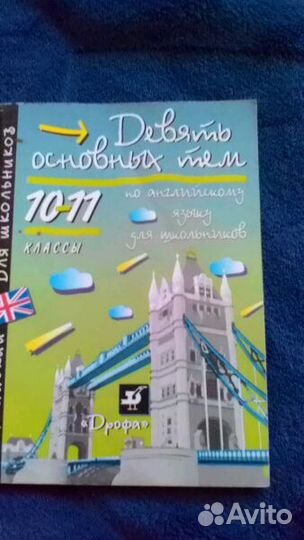 Девять
основных тем
10-11
классы
по английскому
языку
для школьников
«Дрофа»
для школьников
Avito